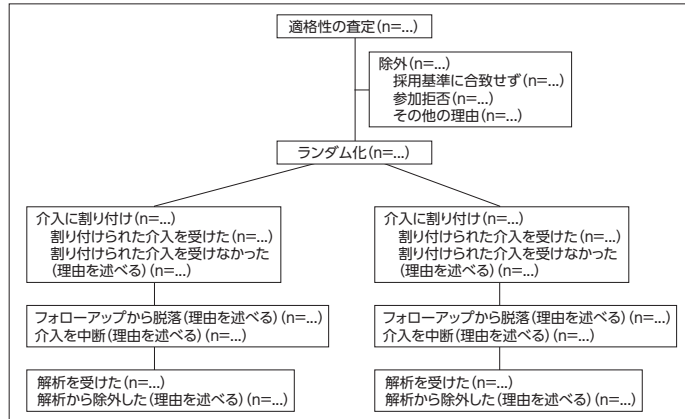 適格性の査定(n=...)
除外(n=...)
採用基準に合致せず(n=...)
参加拒否(n=...)
その他の理由(n=...)
ランダム化(n=...)
介入に割り付け(n=...)
割り付けられた介入を受けた(n=...)
割り付けられた介入を受けなかった
(理由を述べる)(n=...)
フォローアップから脱落(理由を述べる)(n=...)
介入を中断(理由を述べる)(n=...)
解析を受けた(n=...)
解析から除外した(理由を述べる)(n=...)
介入に割り付け(n=...)
割り付けられた介入を受けた(n=...)
割り付けられた介入を受けなかった
(理由を述べる)(n=...)
フォローアップから脱落(理由を述べる)(n=...)
介入を中断(理由を述べる)(n=...)
解析を受けた(n=...)
解析から除外した(理由を述べる)(n=...)